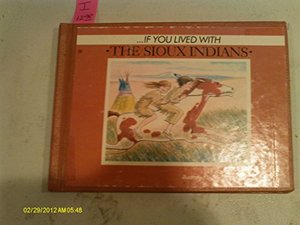 I
...IF YOU LIVED WITH
·THE SIOUX INDIANS·
02/29/2012 AM 05:48